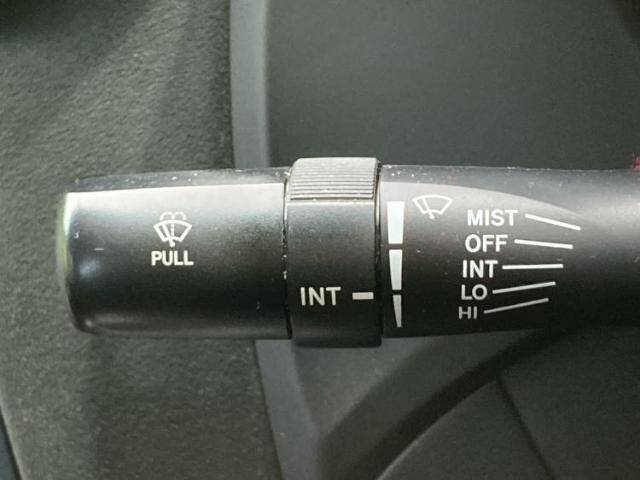 PULL
INT
MIST
OFF
INT
LO
HI